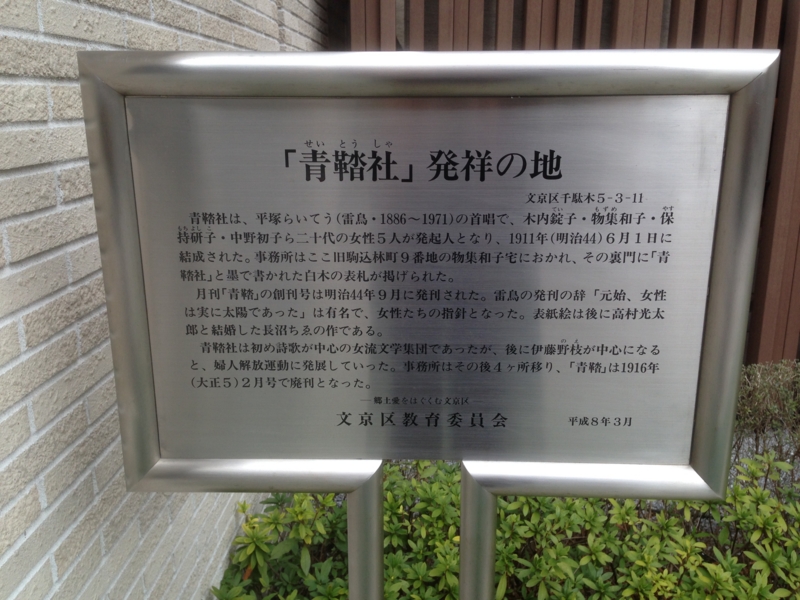 せいとうしゃ
「青鞜社」発祥の地
文京区千駄木5-3-11
青鞜社は、平塚らいてう(雷鳥・1886〜1971)の首唱で、木内錠子・物集和子・保
持研子・中野初子ら二十代の女性5人が発起人となり、1911年(明治44)6月1日に
結成された。事務所はここ旧駒込林町9番地の物集和子宅におかれ、その裏門に「青
鞜社」と墨で書かれた白木の表札が掲げられた。
月刊「青鞜」の創刊号は明治44年9月に発刊された。雷鳥の発刊の辞「元始、女性
は実に太陽であった」は有名で、女性たちの指針となった。表紙絵は後に高村光太
郎と結婚した長沼ちゑの作である。
青鞜社は初め詩歌が中心の女流文学集団であったが、後に伊藤野枝が中心になる
と、婦人解放運動に発展していった。事務所はその後4ヶ所移り、「青鞜」は1916年
(大正5)2月号で廃刊となった。
―郷土愛をはぐくむ文京区―
文京区教育委員会 平成8年3月